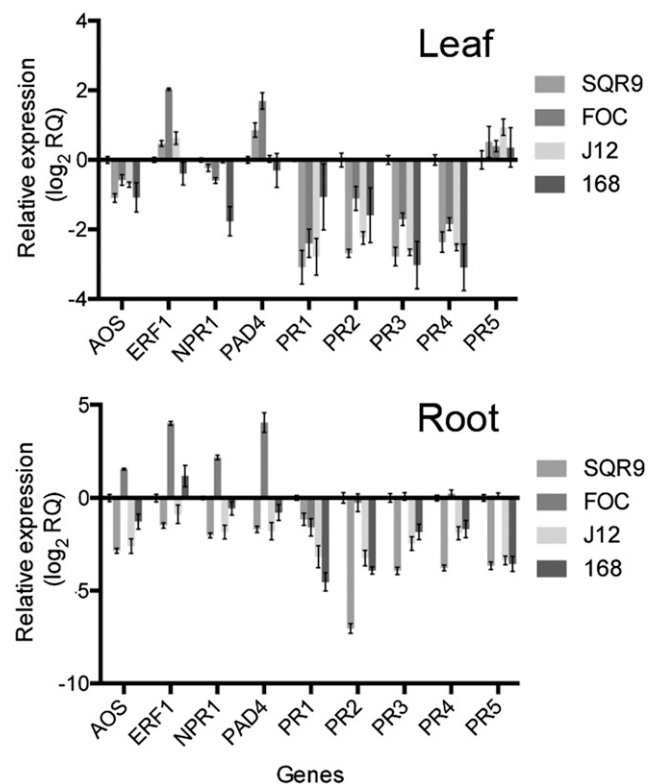 Leaf
Relative expression
(log2 RQ)
4
2
0
-2
-4
AOS
ERF1
NPR1
PAD4
PR1
PR2
PR3
PR4
PR5
SQR9
FOC
J12
168
Root
Relative expression
(log2 RQ)
5
0
-5
-10
AOS
ERF1
NPR1
PAD4
PR1
PR2
PR3
PR4
PR5
SQR9
FOC
J12
168
Genes